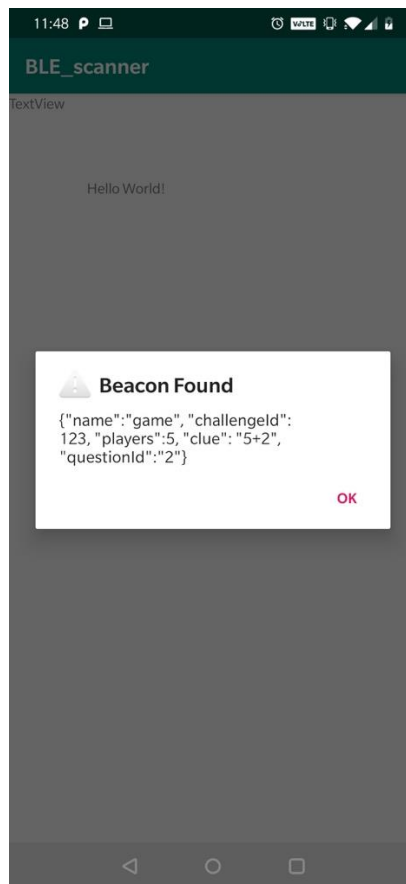 11:48 P
VoLTE
BLE_scanner
TextView
Hello World!
Beacon Found
{"name":"game", "challengeId":
123, "players":5, "clue": "5+2",
"questionId":"2"}
OK